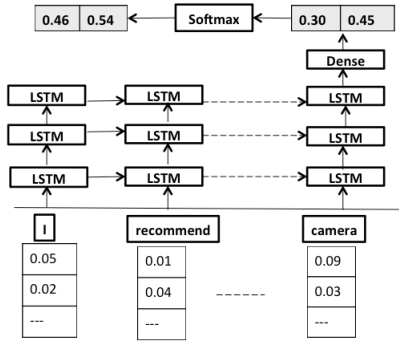 0.46 0.54 Softmax 0.30 0.45
Dense
LSTM LSTM LSTM
LSTM LSTM LSTM
LSTM LSTM LSTM
I recommend camera
0.05 0.01 0.09
0.02 0.04 0.03
--- --- ---